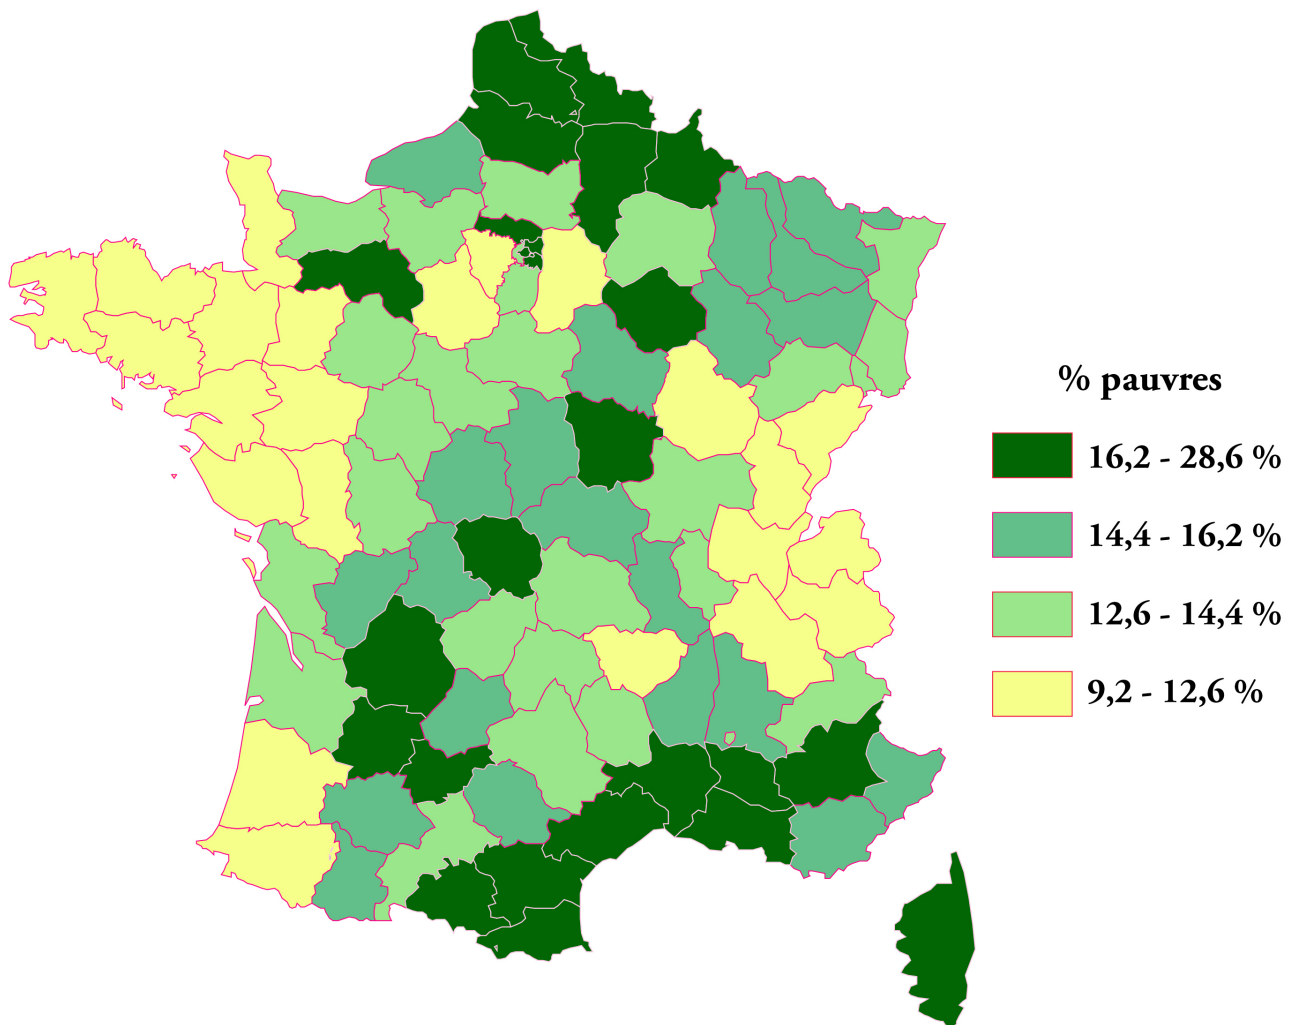 % pauvres
16,2 - 28,6 %
14,4 - 16,2 %
12,6 - 14,4 %
9,2 - 12,6 %